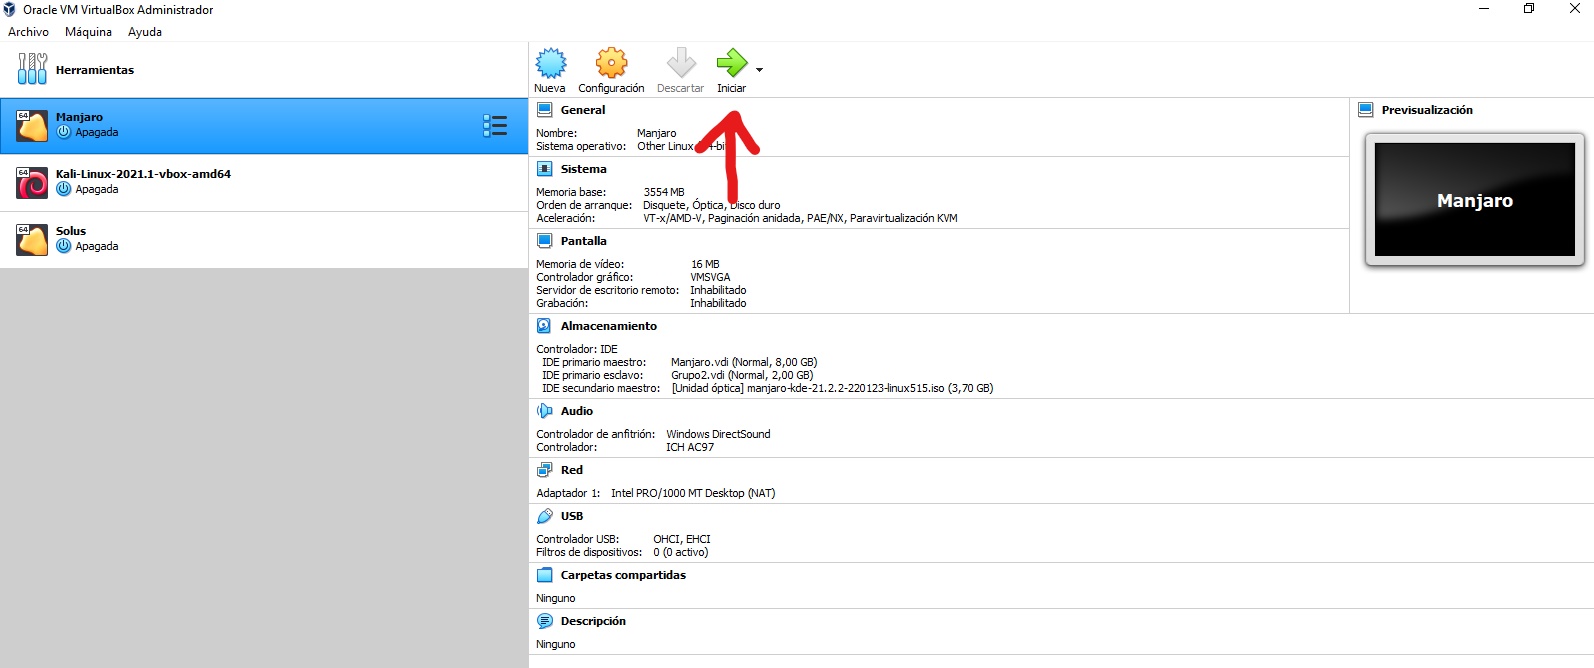 Oracle VM VirtualBox Administrador
Archivo Máquina Ayuda
Herramientas
64
Manjaro
Apagada
64
Kali-Linux-2021.1-vbox-amd64
Apagada
64
Solus
Apagada
Nueva Configuración Descartar Iniciar
General
Nombre: Manjaro
Sistema operativo: Other Linux
Sistema
Memoria base: 3554 MB
Orden de arranque: Disquete, Óptica, Disco duro
Aceleración: VT-x/AMD-V, Paginación anidada, PAE/NX, Paravirtualización KVM
Pantalla
Memoria de vídeo: 16 MB
Controlador gráfico: VMSVGA
Servidor de escritorio remoto: Inhabilitado
Grabación: Inhabilitado
Almacenamiento
Controlador: IDE
IDE primario maestro: Manjaro.vdi (Normal, 8,00 GB)
IDE primario esclavo: Grupo2.vdi (Normal, 2,00 GB)
IDE secundario maestro: [Unidad óptica] manjaro-kde-21.2.2-220123-linux515.iso (3,70 GB)
Audio
Controlador de anfitrión: Windows DirectSound
Controlador: ICH AC97
Red
Adaptador 1: Intel PRO/1000 MT Desktop (NAT)
USB
Controlador USB: OHCI, EHCI
Filtros de dispositivos: 0 (0 activo)
Carpetas compartidas
Ninguno
Descripción
Ninguno
Previsualización
Manjaro